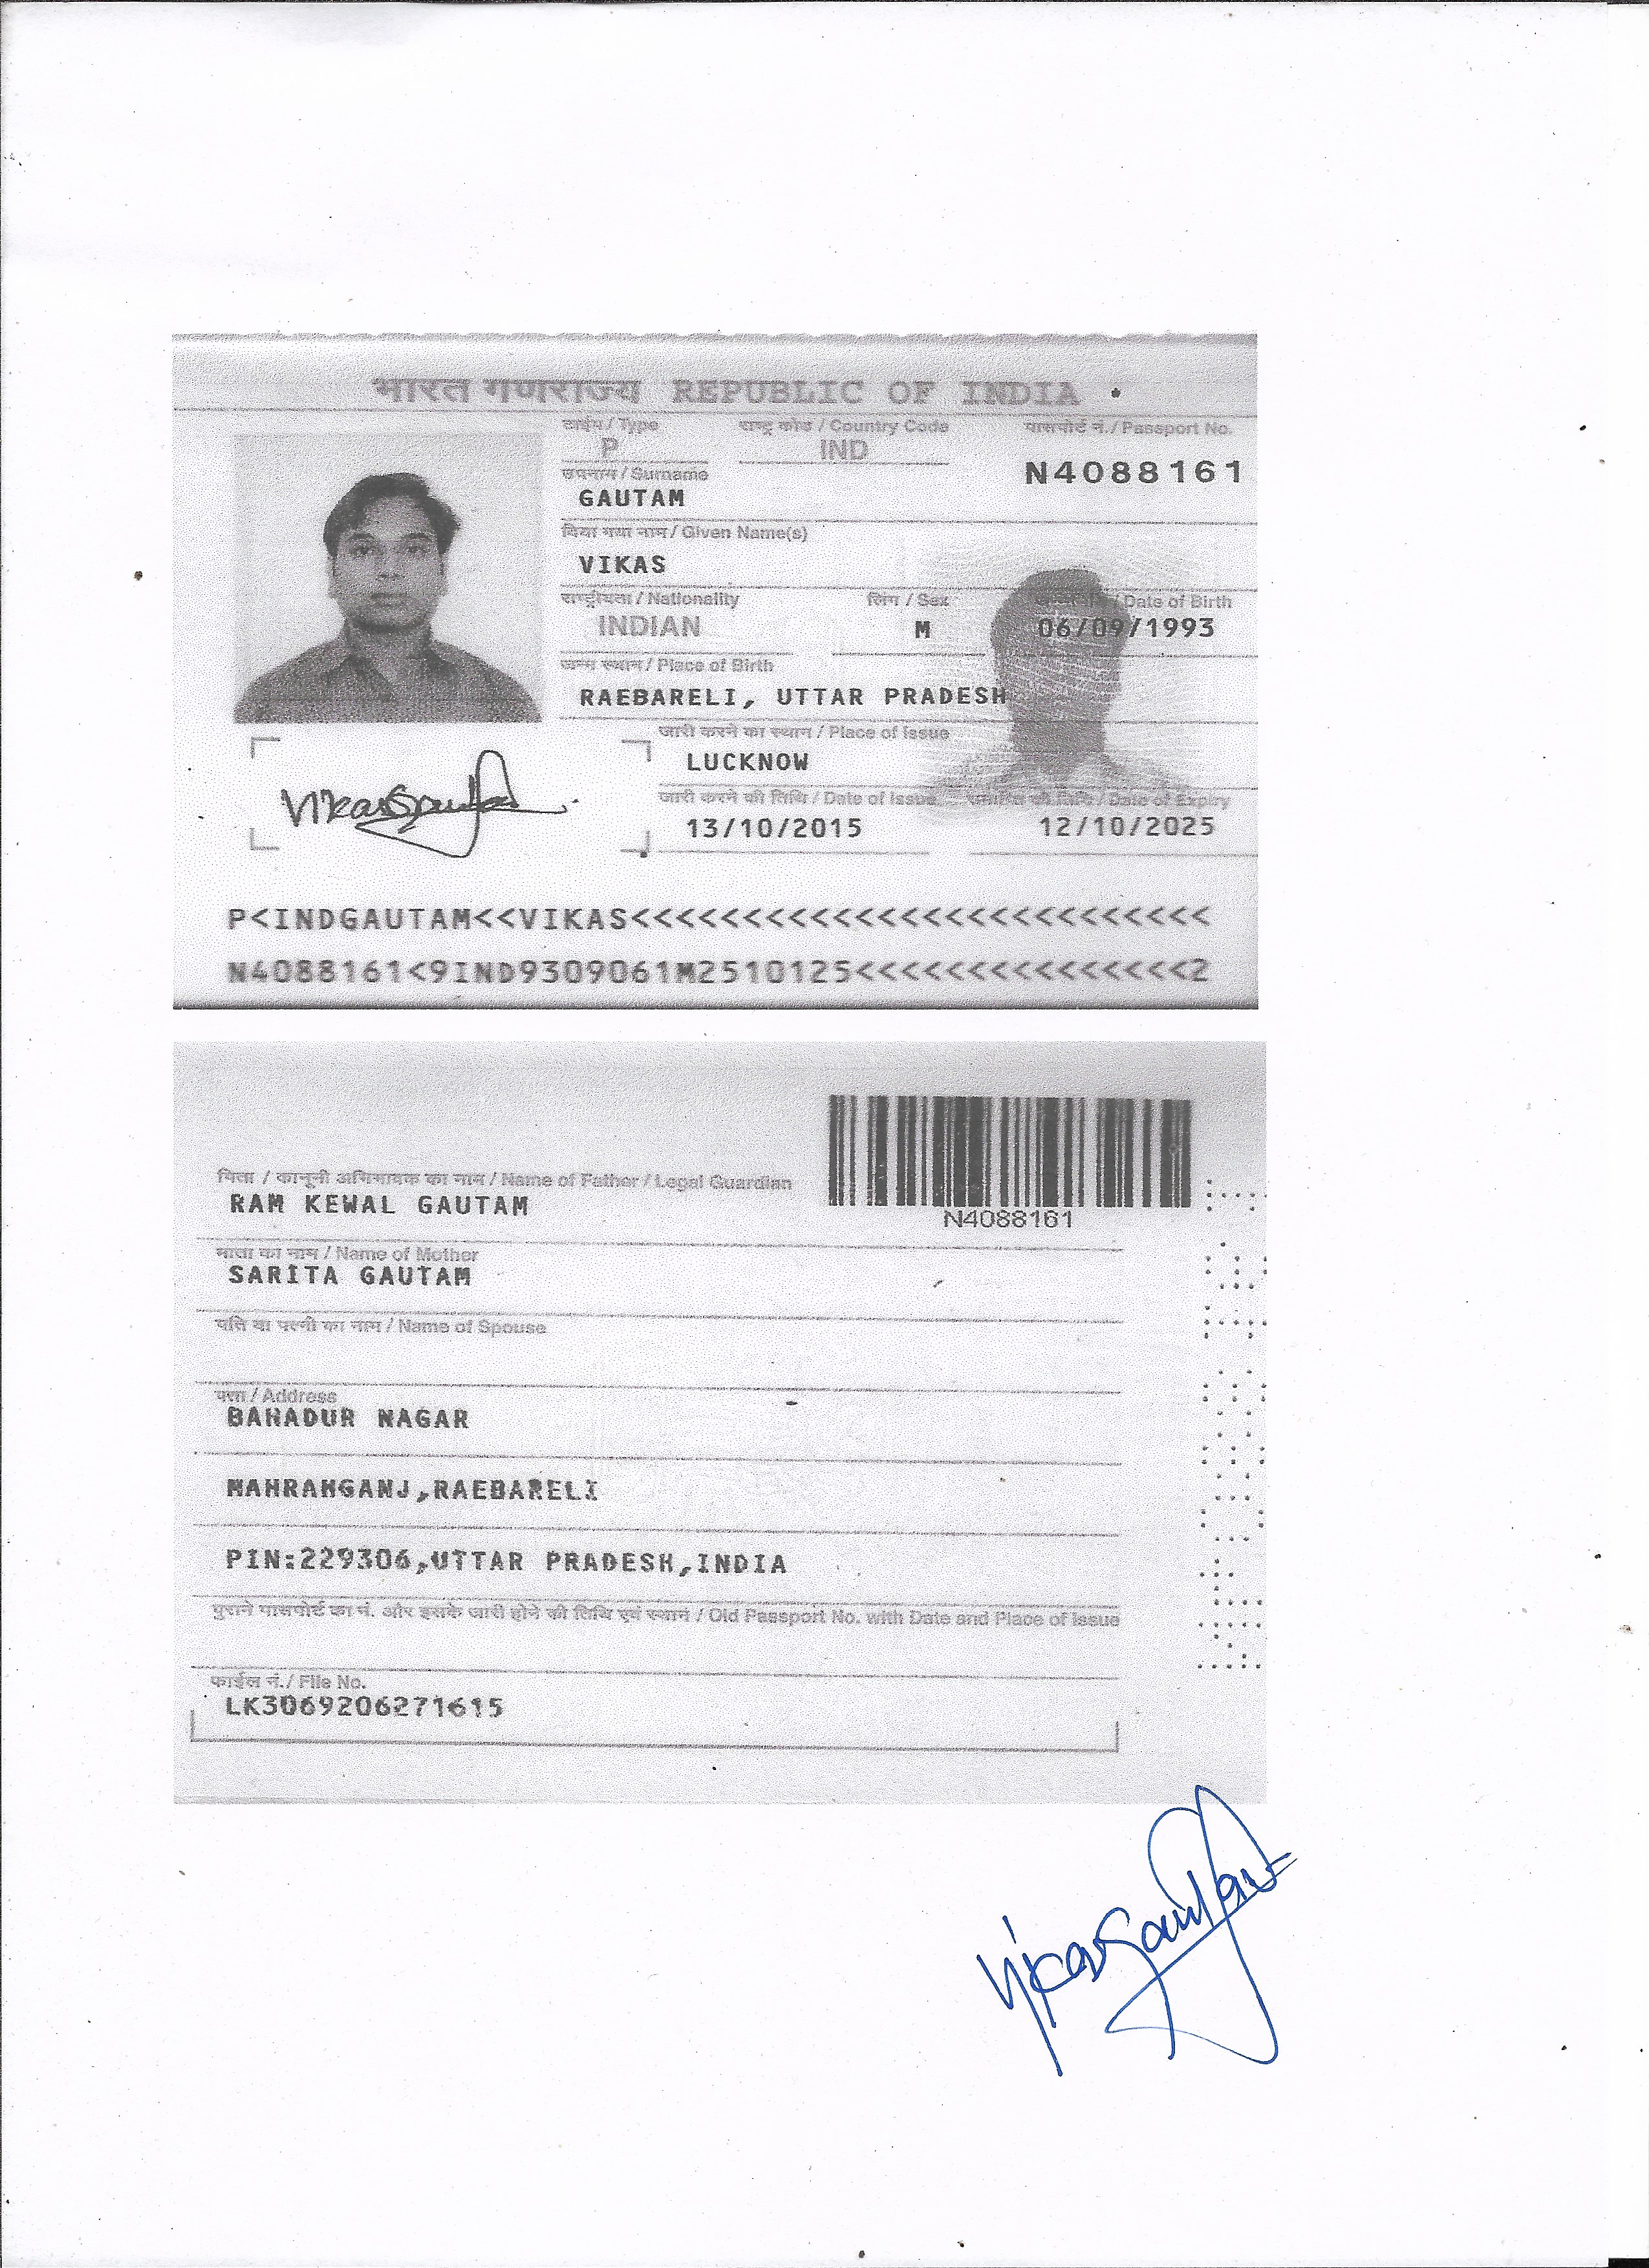 भारत गणराज्य REPUBLIC OF INDIA
टाईप / Type
राष्ट्र कोड / Country Code
पासपोर्ट नं. / Passport No.
P
IND
N4088161
उपनाम / Surname
GAUTAM
दिया गया नाम / Given Name(s)
VIKAS
राष्ट्रीयता / Nationality
लिंग / Sex
/ Date of Birth
INDIAN
M
06/09/1993
जन्म स्थान / Place of Birth
RAEBARELI, UTTAR PRADESH
जारी करने का स्थान / Place of Issue
LUCKNOW
जारी करने की तिथि / Date of Issue
समाप्ति की तिथि / Date of Expiry
13/10/2015
12/10/2025
Vikas Gautam
P<INDGAUTAM<<VIKAS<<<<<<<<<<<<<<<<<<<<<<<<<<
N4088161<9IND9309061M2510125<<<<<<<<<<<<<<<2
N4088161
पिता / कानूनी अभिभावक का नाम / Name of Father / Legal Guardian
RAM KEWAL GAUTAM
माता का नाम / Name of Mother
SARITA GAUTAM
पति या पत्नी का नाम / Name of Spouse
पता / Address
BAHADUR NAGAR
MAHRAMGANJ,RAEBARELI
PIN:229306,UTTAR PRADESH,INDIA
पुराने पासपोर्ट का नं. और इसके जारी होने की तिथि एवं स्थान / Old Passport No. with Date and Place of Issue
फाईल नं. / File No.
LK3069206271615
Vikas Gautam